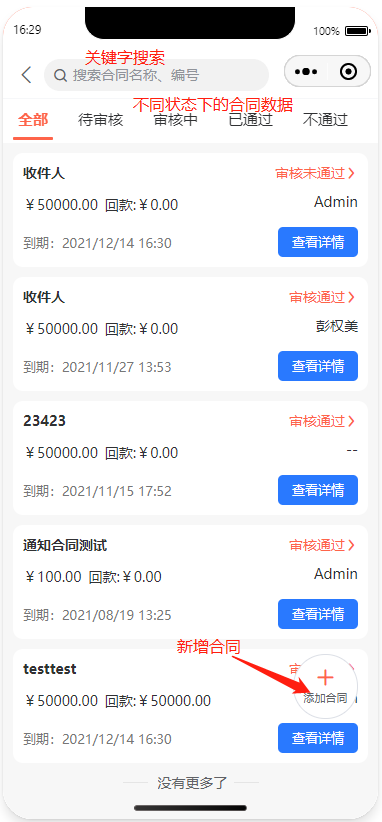 16:29
100%
关键字搜索
搜索合同名称、编号
不同状态下的合同数据
全部 待审核 审核中 已通过 不通过
收件人 审核未通过
￥50000.00 回款:￥0.00 Admin
到期：2021/12/14 16:30 查看详情
收件人 审核通过
￥50000.00 回款:￥0.00 彭权美
到期：2021/11/27 13:53 查看详情
23423 审核通过
￥50000.00 回款:￥0.00 --
到期：2021/11/15 17:52 查看详情
通知合同测试 审核通过
￥100.00 回款:￥0.00 Admin
到期：2021/08/19 13:25 查看详情
新增合同
testtest
￥50000.00 回款:￥50000.00
添加合同
到期：2021/12/14 16:30 查看详情
没有更多了